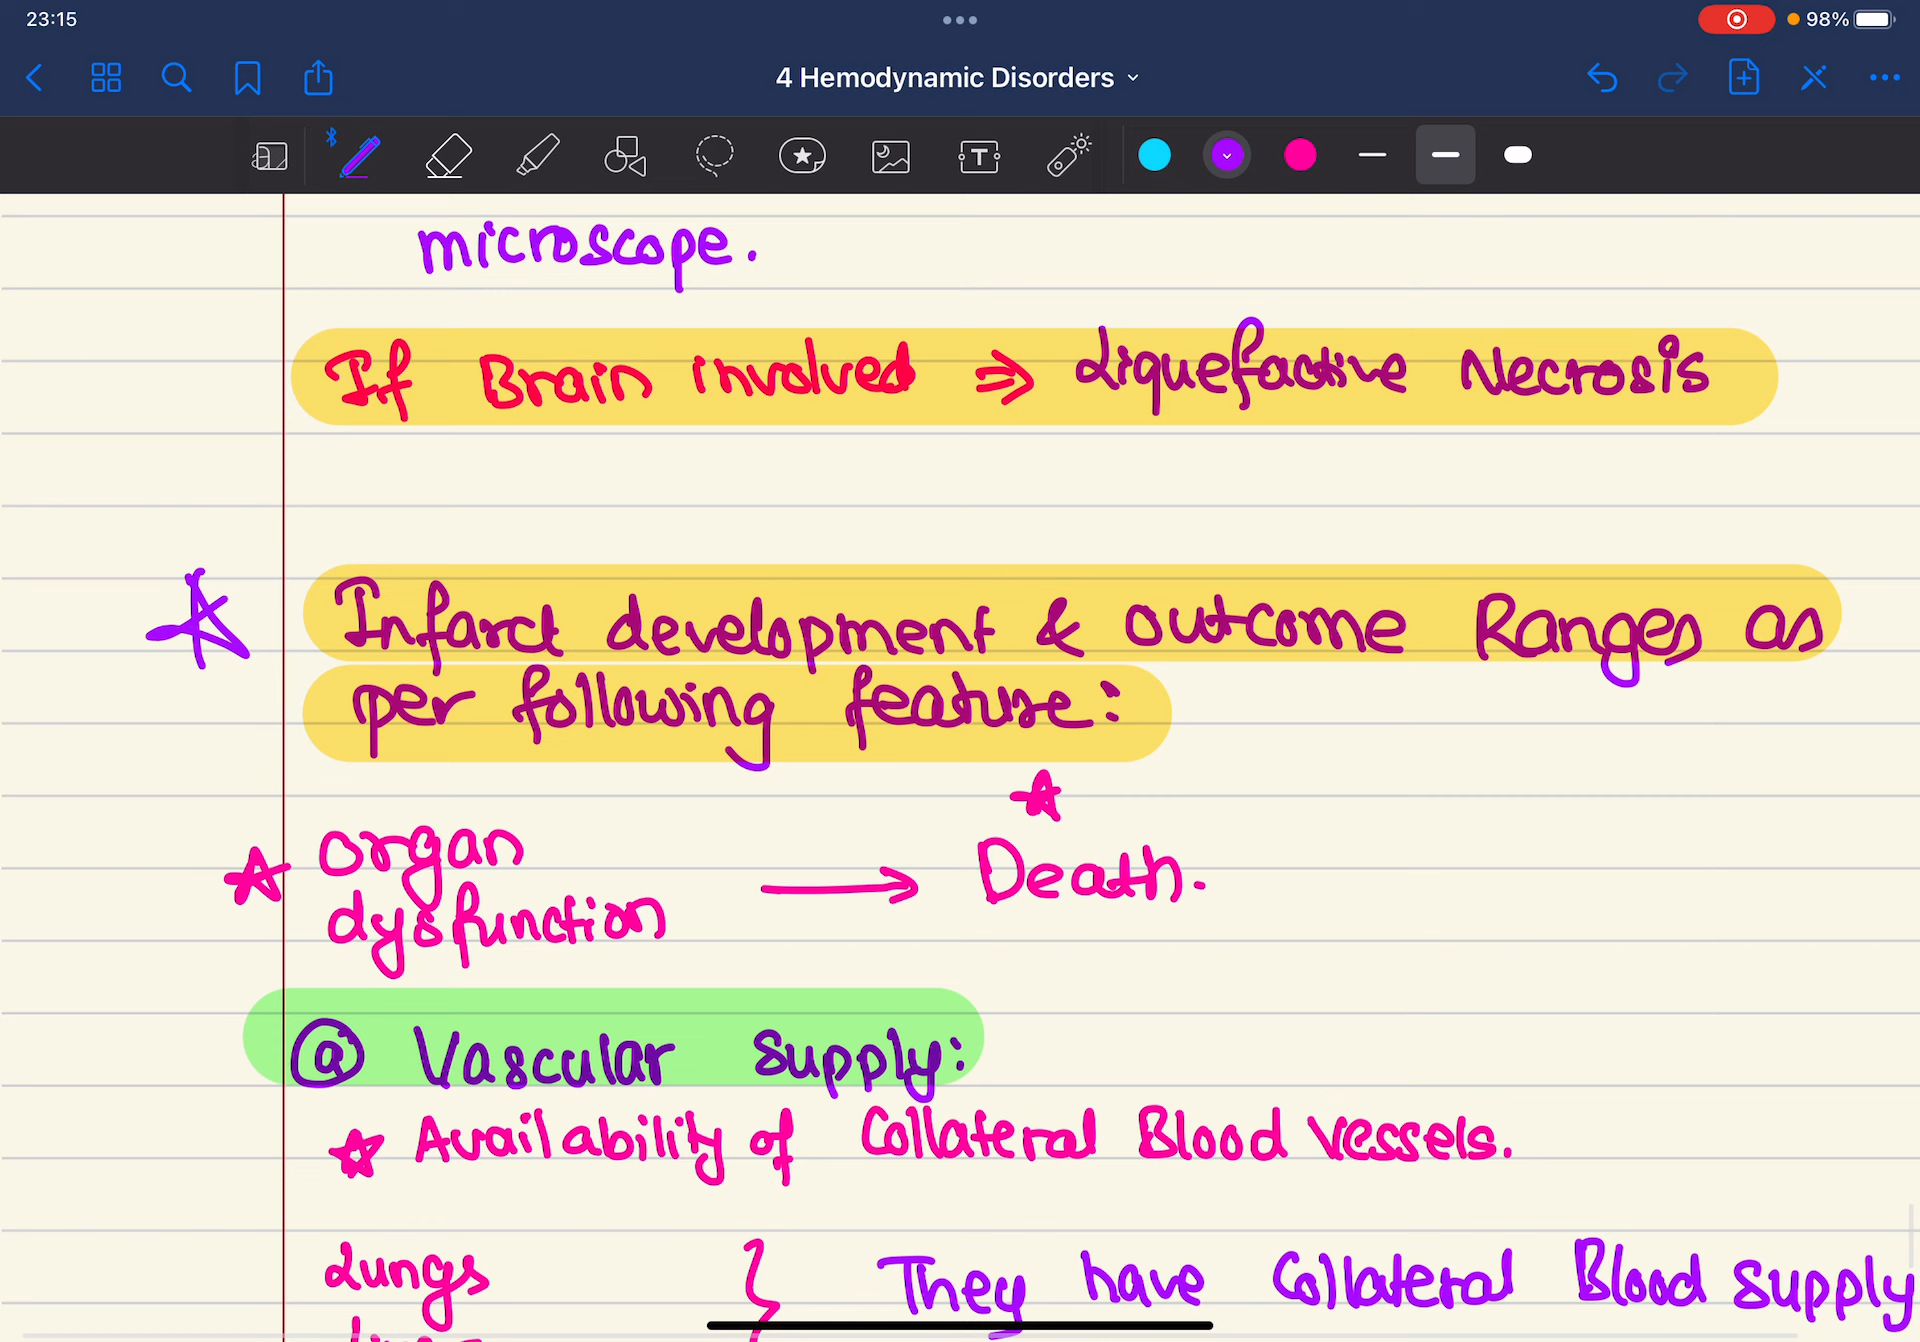 23:15
98%
4 Hemodynamic Disorders
microscope.
If Brain involved ⇒ Liquefactive Necrosis
Infarct development & outcome Ranges as
per following feature:
organ
dysfunction → Death.
ⓐ Vascular Supply:
Availability of Collateral Blood Vessels.
Lungs } They have Collateral Blood Supply